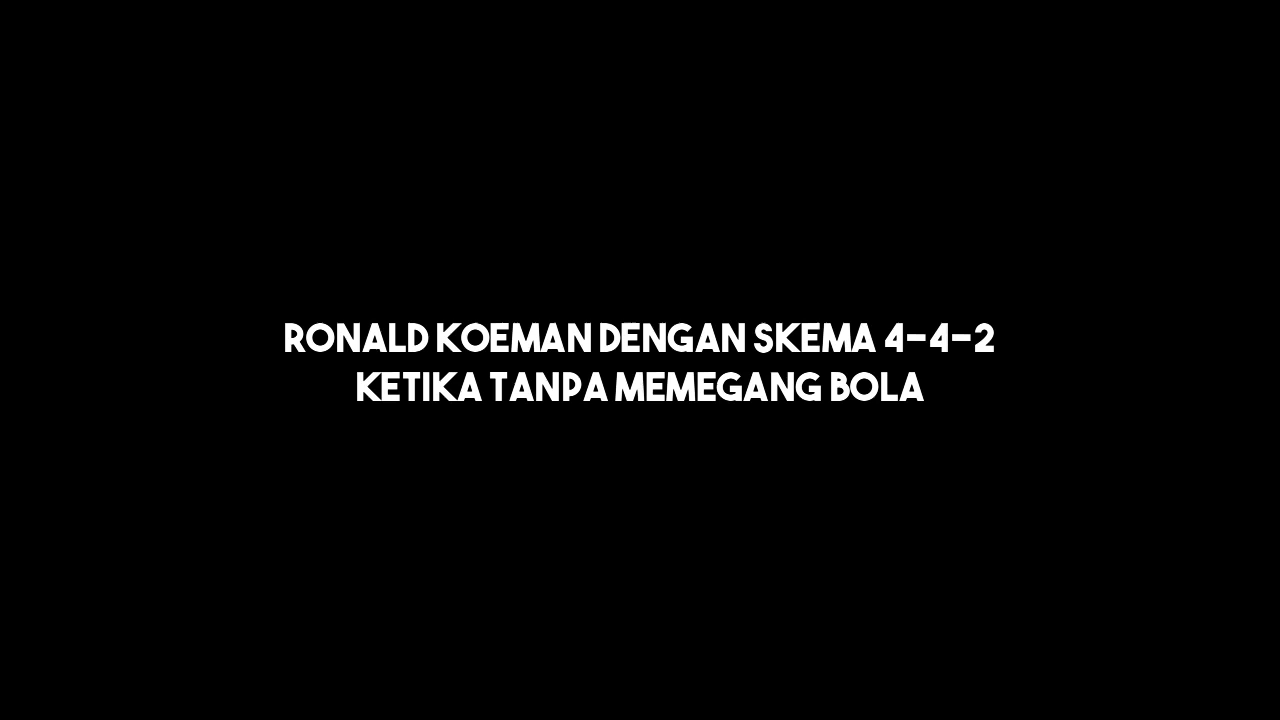 RONALD KOEMAN DENGAN SKEMA 4-4-2
KETIKA TANPA MEMEGANG BOLA